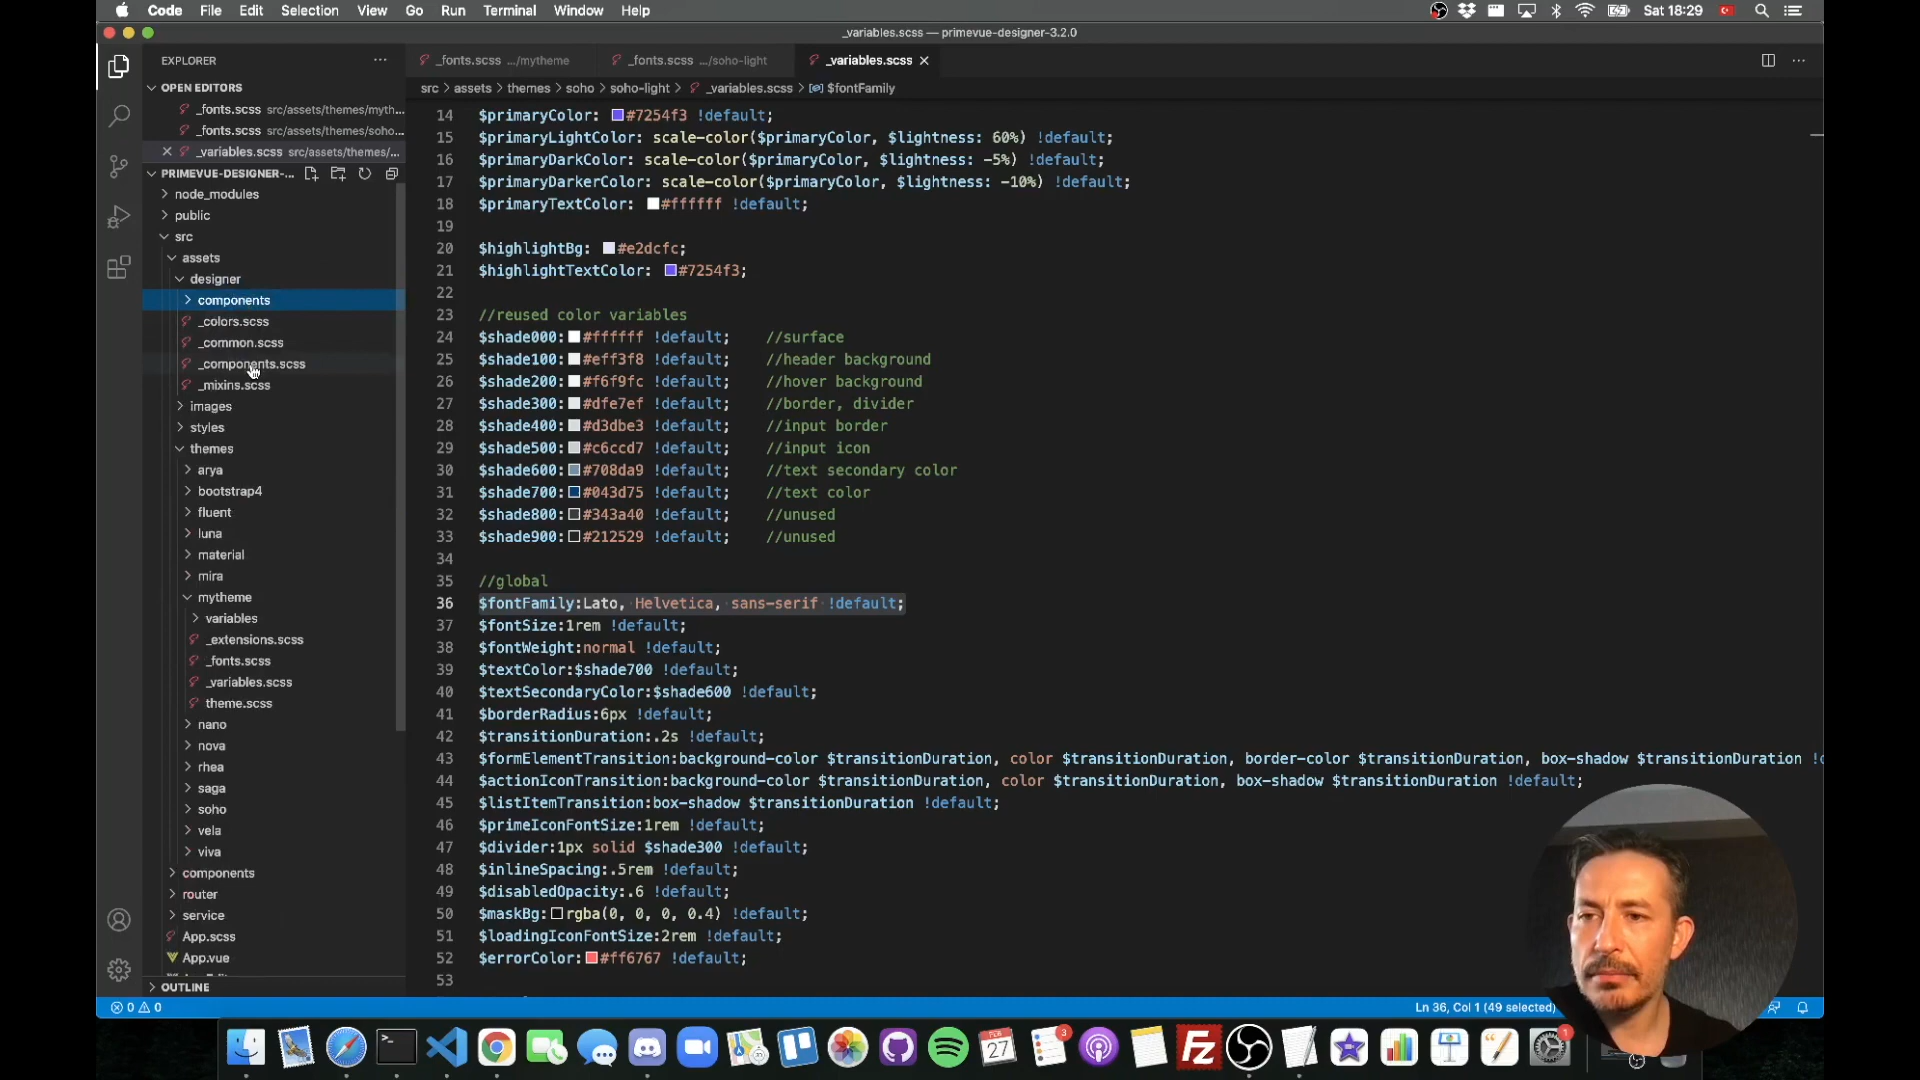 Code File Edit Selection View Go Run Terminal Window Help Sat 18:29
_variables.scss — primevue-designer-3.2.0
EXPLORER
OPEN EDITORS
_fonts.scss src/assets/themes/myth...
_fonts.scss src/assets/themes/soho...
_variables.scss src/assets/themes/...
PRIMEVUE-DESIGNER-...
node_modules
public
src
assets
designer
components
_colors.scss
_common.scss
_components.scss
_mixins.scss
images
styles
themes
arya
bootstrap4
fluent
luna
material
mira
mytheme
variables
_extensions.scss
_fonts.scss
_variables.scss
theme.scss
nano
nova
rhea
saga
soho
vela
viva
components
router
service
App.scss
App.vue
OUTLINE
_fonts.scss .../mytheme _fonts.scss .../soho-light _variables.scss
src > assets > themes > soho > soho-light > _variables.scss > $fontFamily
14 $primaryColor: #7254f3 !default;
15 $primaryLightColor: scale-color($primaryColor, $lightness: 60%) !default;
16 $primaryDarkColor: scale-color($primaryColor, $lightness: -5%) !default;
17 $primaryDarkerColor: scale-color($primaryColor, $lightness: -10%) !default;
18 $primaryTextColor: #ffffff !default;
19
20 $highlightBg: #e2dcfc;
21 $highlightTextColor: #7254f3;
22
23 //reused color variables
24 $shade000:#ffffff !default; //surface
25 $shade100:#eff3f8 !default; //header background
26 $shade200:#f6f9fc !default; //hover background
27 $shade300:#dfe7ef !default; //border, divider
28 $shade400:#d3dbe3 !default; //input border
29 $shade500:#c6ccd7 !default; //input icon
30 $shade600:#708da9 !default; //text secondary color
31 $shade700:#043d75 !default; //text color
32 $shade800:#343a40 !default; //unused
33 $shade900:#212529 !default; //unused
34
35 //global
36 $fontFamily:Lato, Helvetica, sans-serif !default;
37 $fontSize:1rem !default;
38 $fontWeight:normal !default;
39 $textColor:$shade700 !default;
40 $textSecondaryColor:$shade600 !default;
41 $borderRadius:6px !default;
42 $transitionDuration:.2s !default;
43 $formElementTransition:background-color $transitionDuration, color $transitionDuration, border-color $transitionDuration, box-shadow $transitionDuration
44 $actionIconTransition:background-color $transitionDuration, color $transitionDuration, box-shadow $transitionDuration !default;
45 $listItemTransition:box-shadow $transitionDuration !default;
46 $primeIconFontSize:1rem !default;
47 $divider:1px solid $shade300 !default;
48 $inlineSpacing:.5rem !default;
49 $disabledOpacity:.6 !default;
50 $maskBg:rgba(0, 0, 0, 0.4) !default;
51 $loadingIconFontSize:2rem !default;
52 $errorColor:#ff6767 !default;
53
0 0 Ln 36, Col 1 (49 selected)
FEB
27
3
1